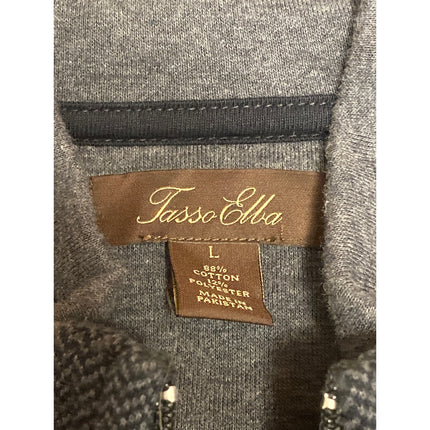 Tasso Elba
L
88%
COTTON
12%
POLYESTER
MADE IN
PAKISTAN